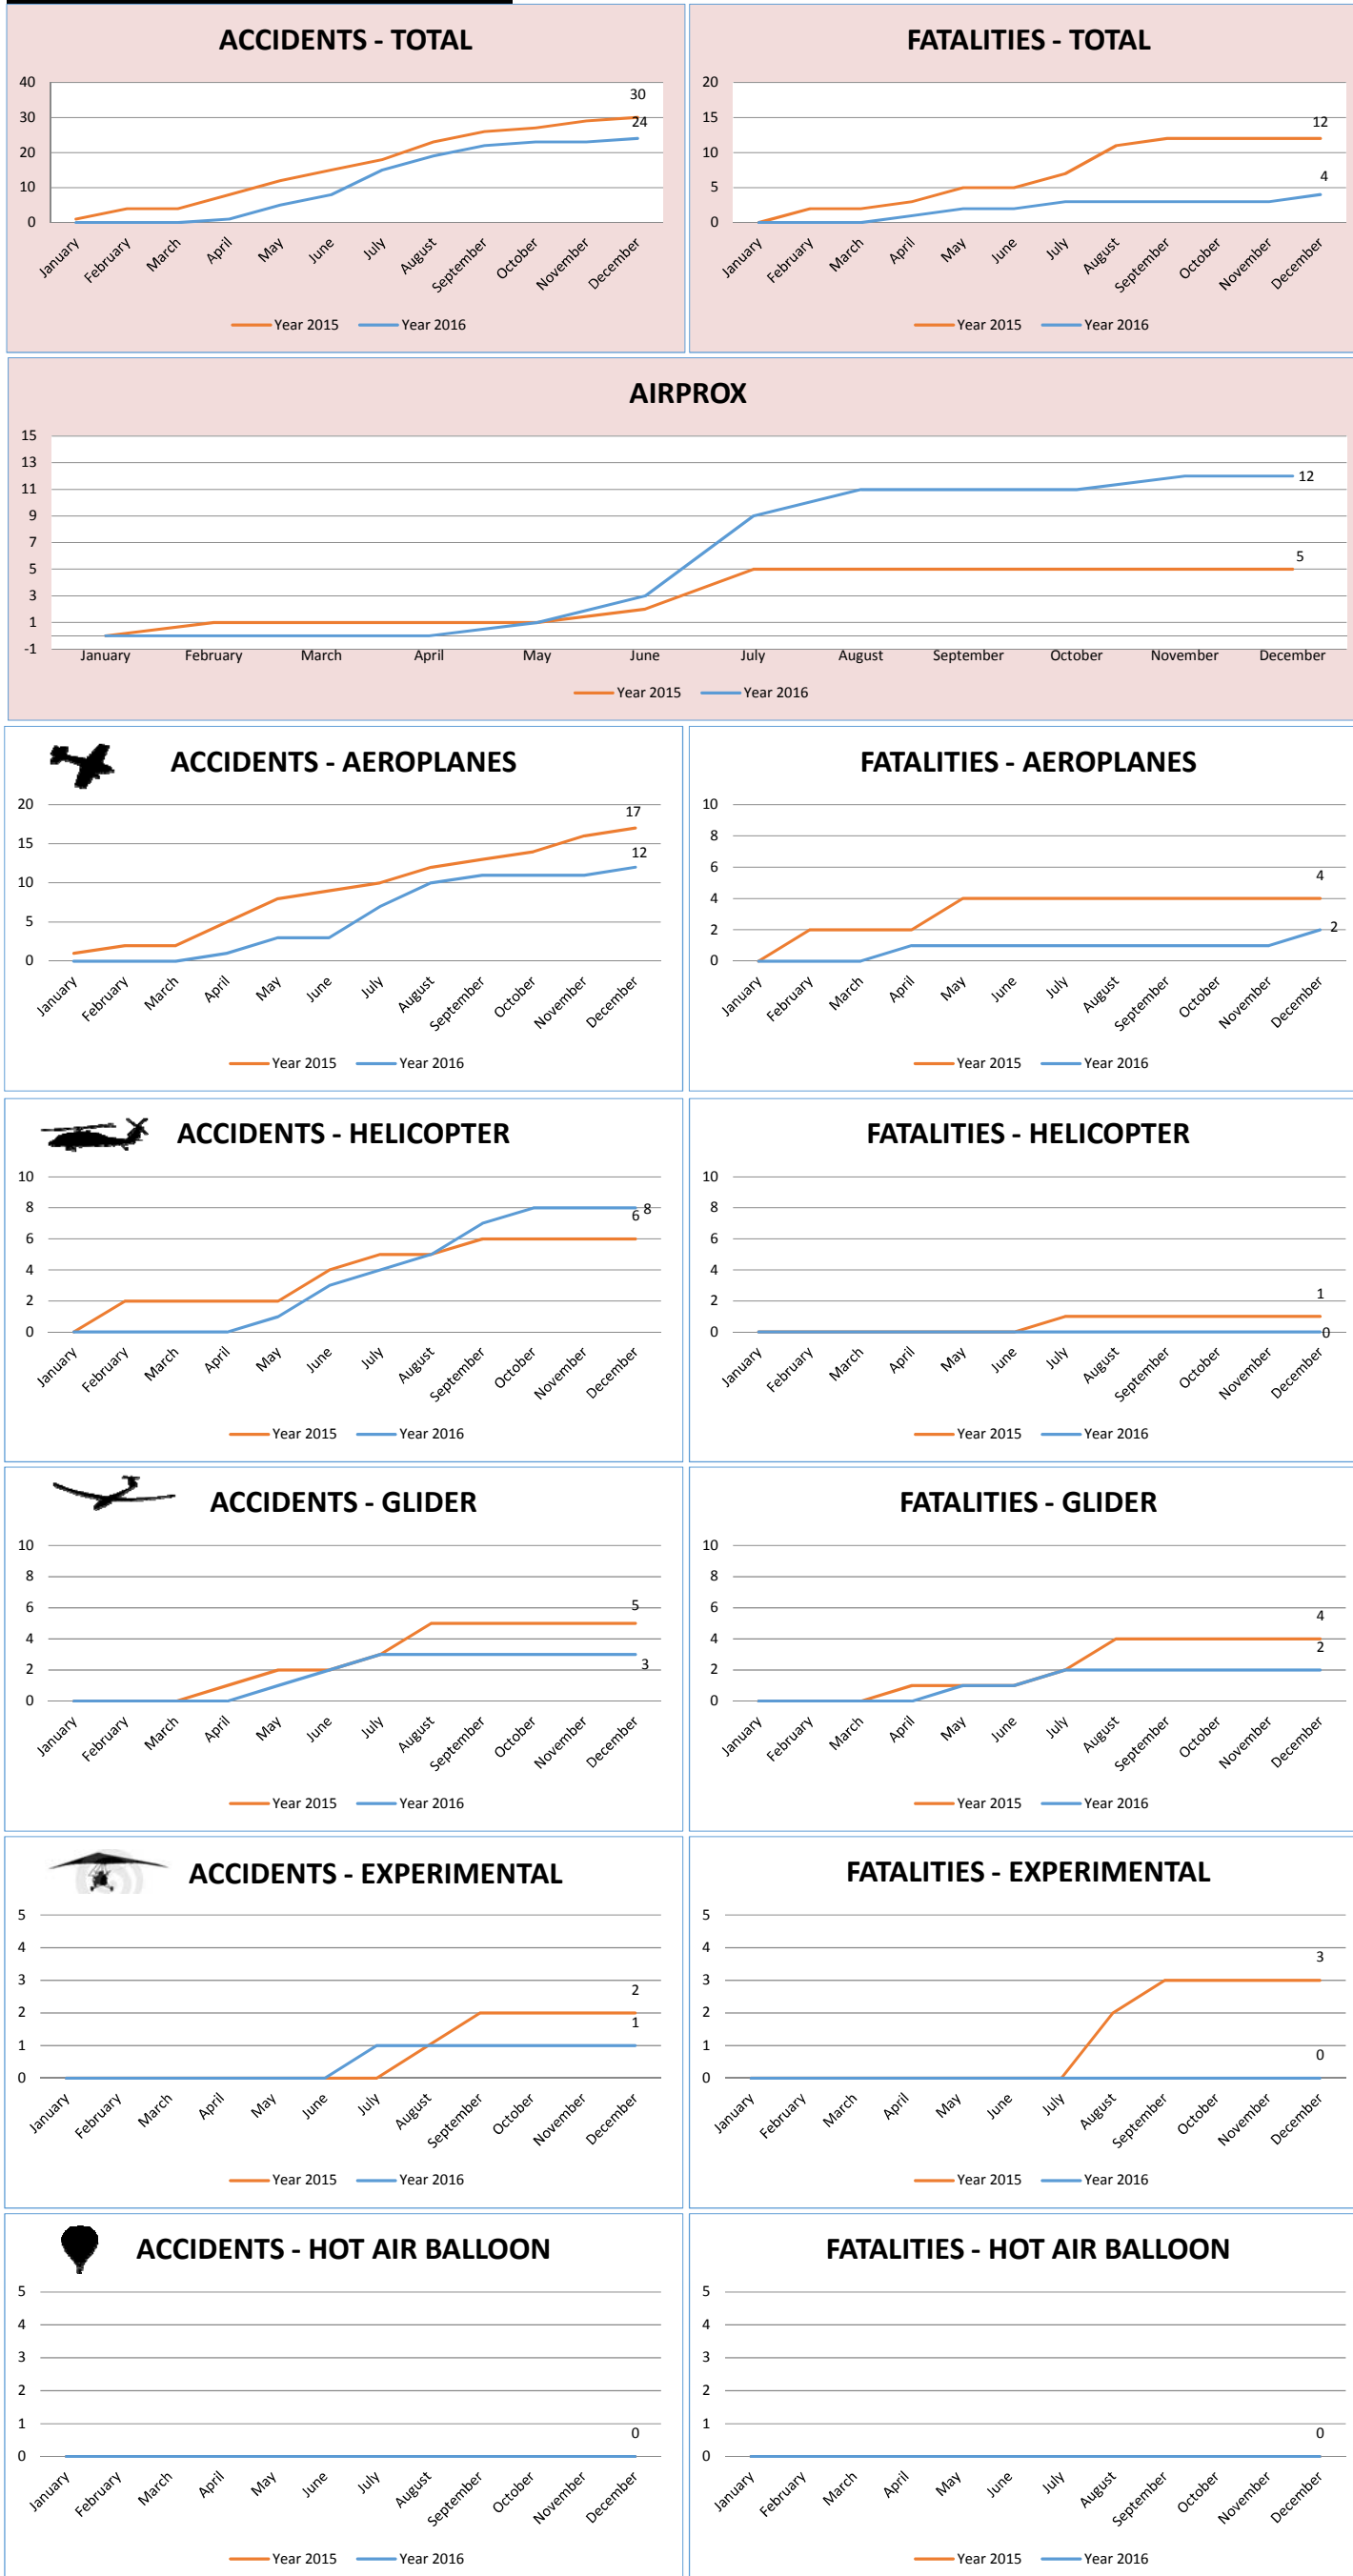 ACCIDENTS - TOTAL
40
30
20
10
0
30
24
January February March April May June July August September October November December
Year 2015 Year 2016
FATALITIES - TOTAL
20
15
10
5
0
12
4
January February March April May June July August September October November December
Year 2015 Year 2016
AIRPROX
15
13
11
9
7
5
3
1
-1
12
5
January February March April May June July August September October November December
Year 2015 Year 2016
ACCIDENTS - AEROPLANES
20
15
10
5
0
17
12
January February March April May June July August September October November December
Year 2015 Year 2016
FATALITIES - AEROPLANES
10
8
6
4
2
0
4
2
January February March April May June July August September October November December
Year 2015 Year 2016
ACCIDENTS - HELICOPTER
10
8
6
4
2
0
6 8
January February March April May June July August September October November December
Year 2015 Year 2016
FATALITIES - HELICOPTER
10
8
6
4
2
0
1
0
January February March April May June July August September October November December
Year 2015 Year 2016
ACCIDENTS - GLIDER
10
8
6
4
2
0
5
3
January February March April May June July August September October November December
Year 2015 Year 2016
FATALITIES - GLIDER
10
8
6
4
2
0
4
2
January February March April May June July August September October November December
Year 2015 Year 2016
ACCIDENTS - EXPERIMENTAL
5
4
3
2
1
0
2
1
January February March April May June July August September October November December
Year 2015 Year 2016
FATALITIES - EXPERIMENTAL
5
4
3
2
1
0
3
0
January February March April May June July August September October November December
Year 2015 Year 2016
ACCIDENTS - HOT AIR BALLOON
5
4
3
2
1
0
0
January February March April May June July August September October November December
Year 2015 Year 2016
FATALITIES - HOT AIR BALLOON
5
4
3
2
1
0
0
January February March April May June July August September October November December
Year 2015 Year 2016